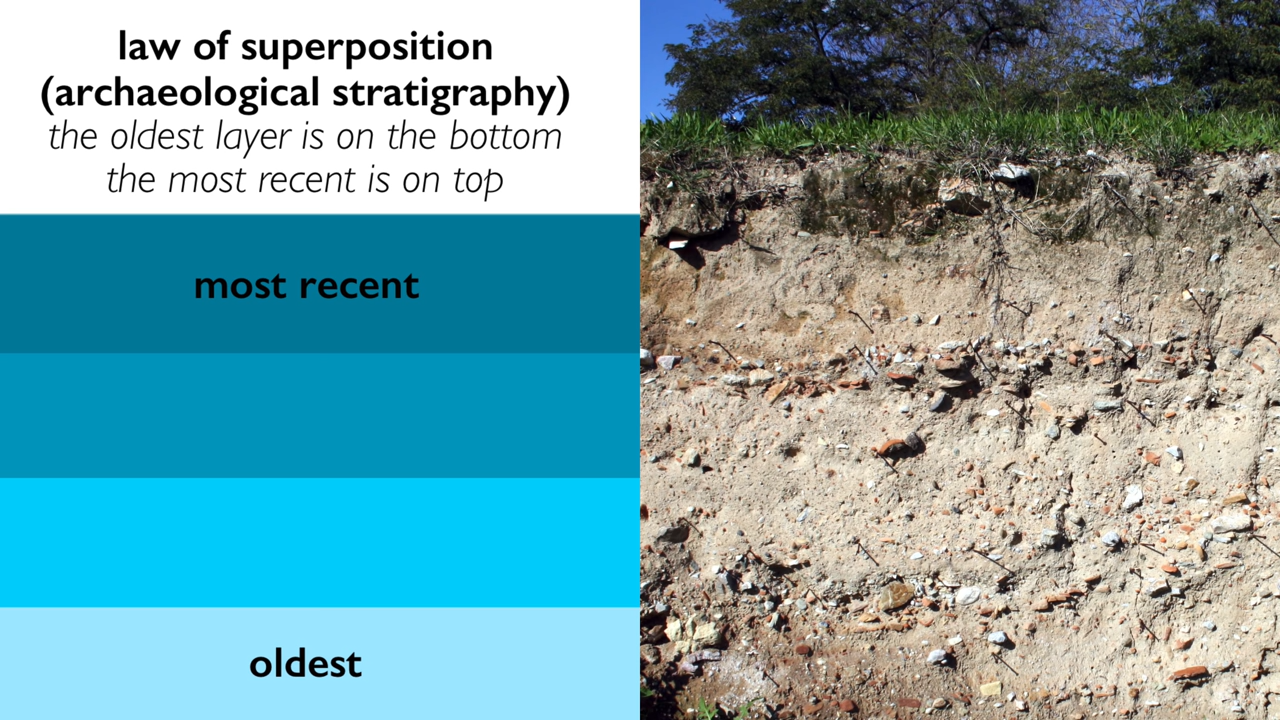 law of superposition
(archaeological stratigraphy)
the oldest layer is on the bottom
the most recent is on top
most recent
oldest